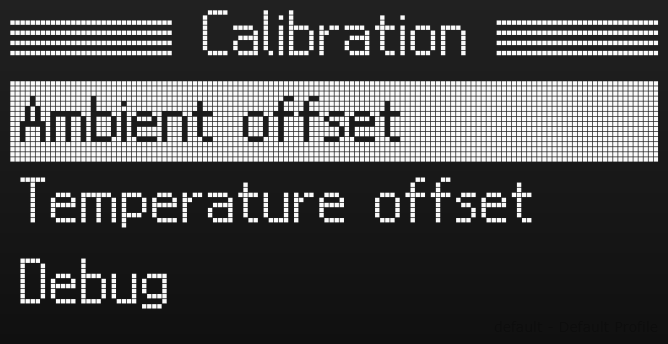 Calibration
Ambient offset
Temperature offset
Debug